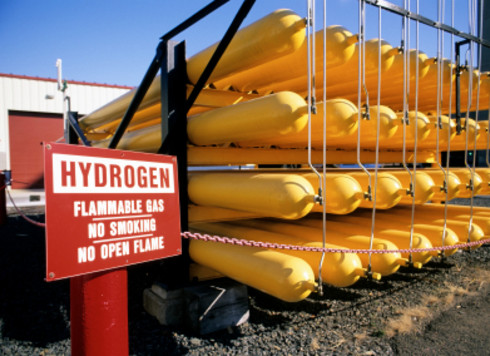 HYDROGEN
FLAMMABLE GAS
NO SMOKING
NO OPEN FLAME